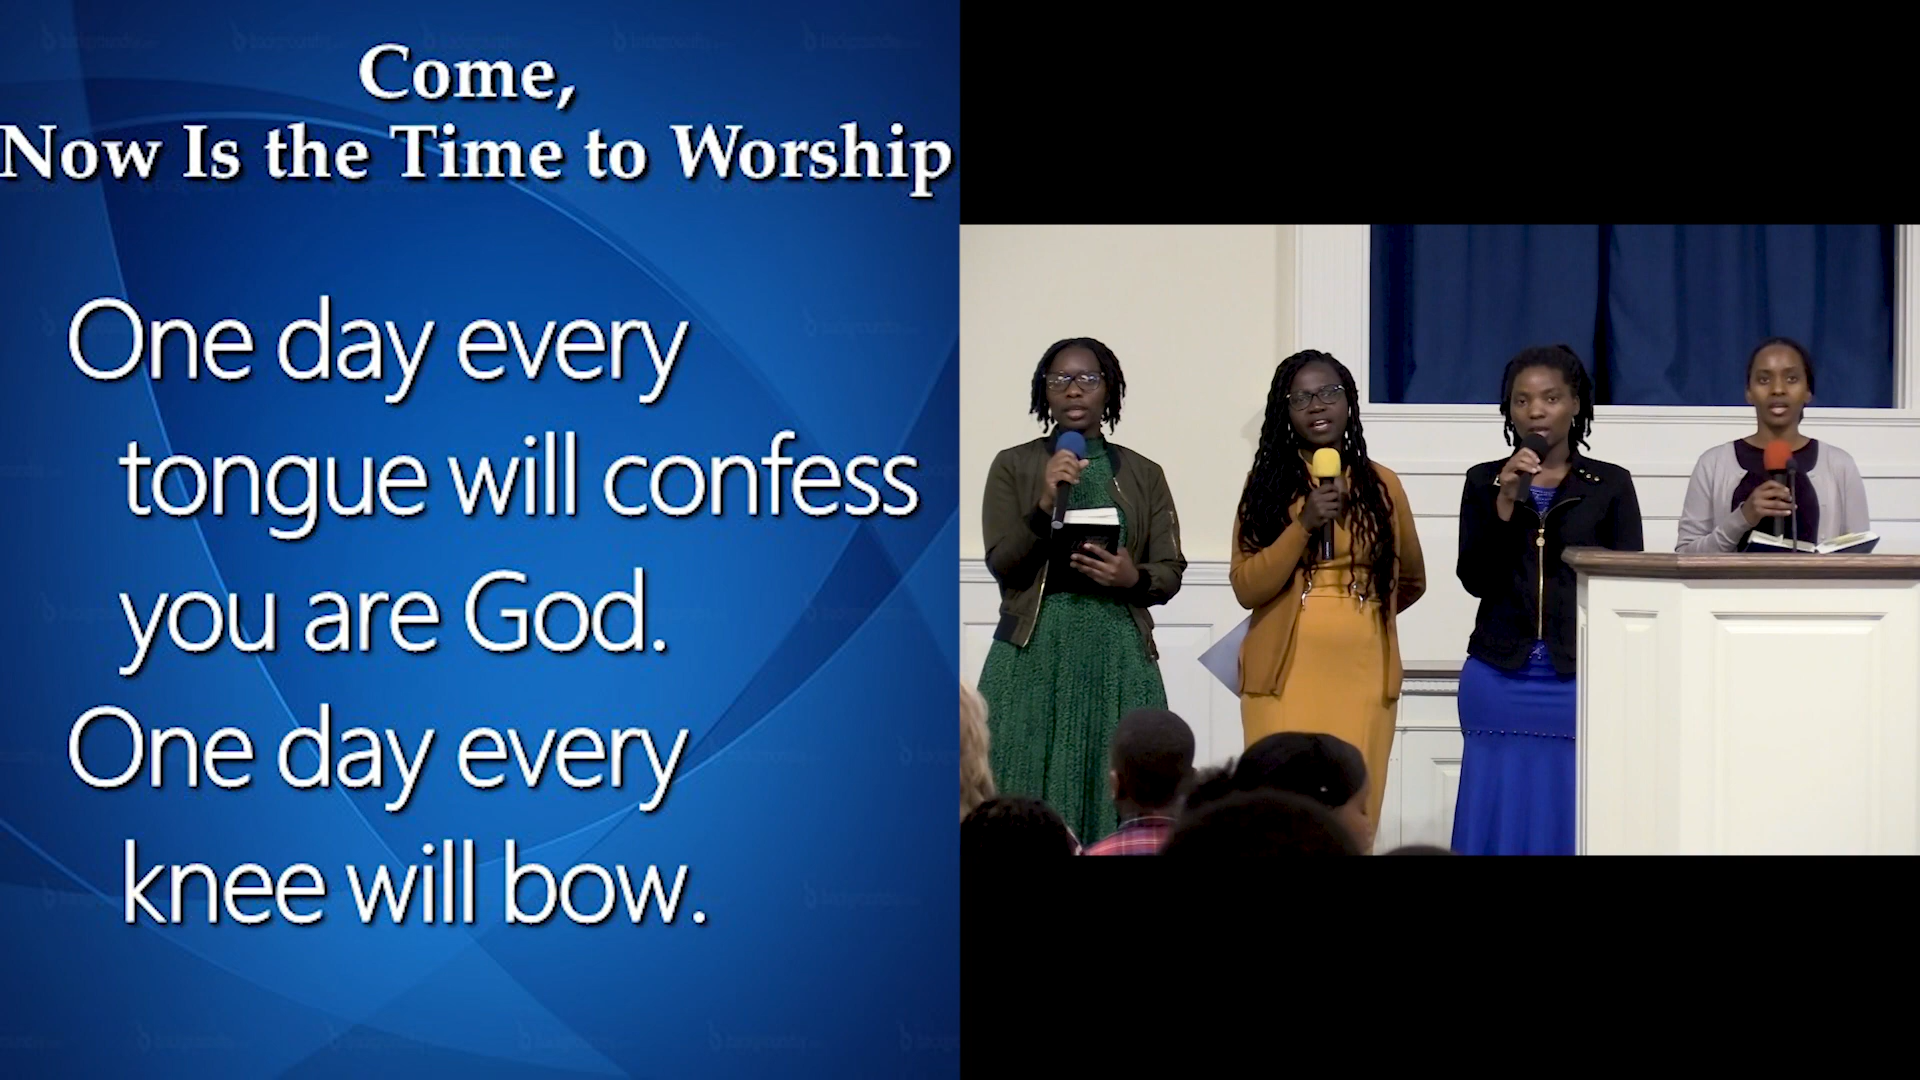 Come,
Now Is the Time to Worship
One day every
tongue will confess
you are God.
One day every
knee will bow.